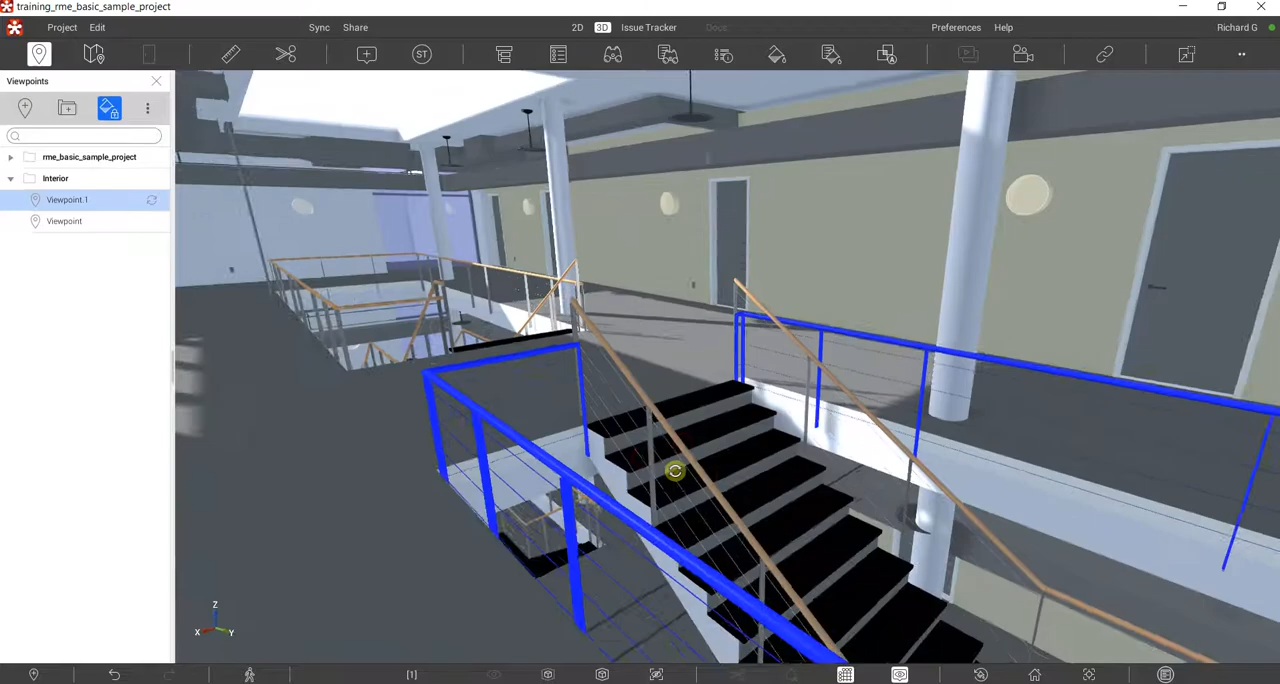 training_rme_basic_sample_project
Project Edit Sync Share 2D 3D Issue Tracker Docs Preferences Help Richard G
ST
Viewpoints
rme_basic_sample_project
Interior
Viewpoint.1
Viewpoint
Z
X Y
[1]